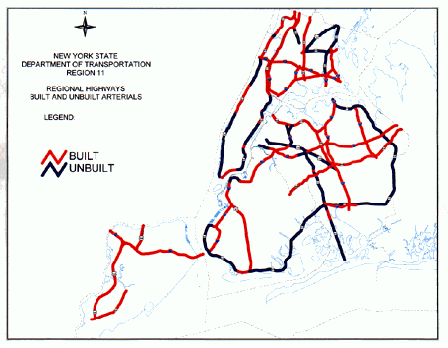 NEW YORK STATE
DEPARTMENT OF TRANSPORTATION
REGION 11
REGIONAL HIGHWAYS
BUILT AND UNBUILT ARTERIALS
LEGEND:
BUILT
UNBUILT